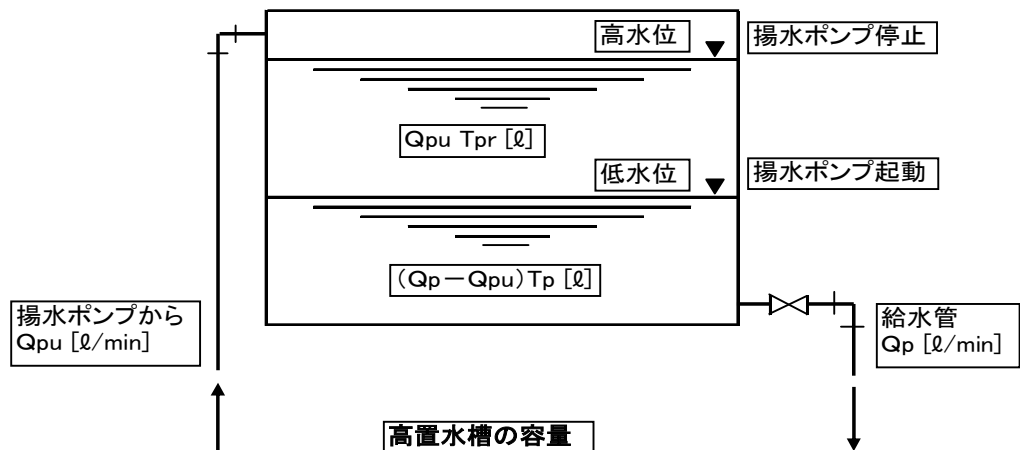 高水位
揚水ポンプ停止
Qpu Tpr [ℓ]
低水位
揚水ポンプ起動
(Qp－Qpu)Tp [ℓ]
揚水ポンプから
Qpu [ℓ/min]
給水管
Qp [ℓ/min]
高置水槽の容量